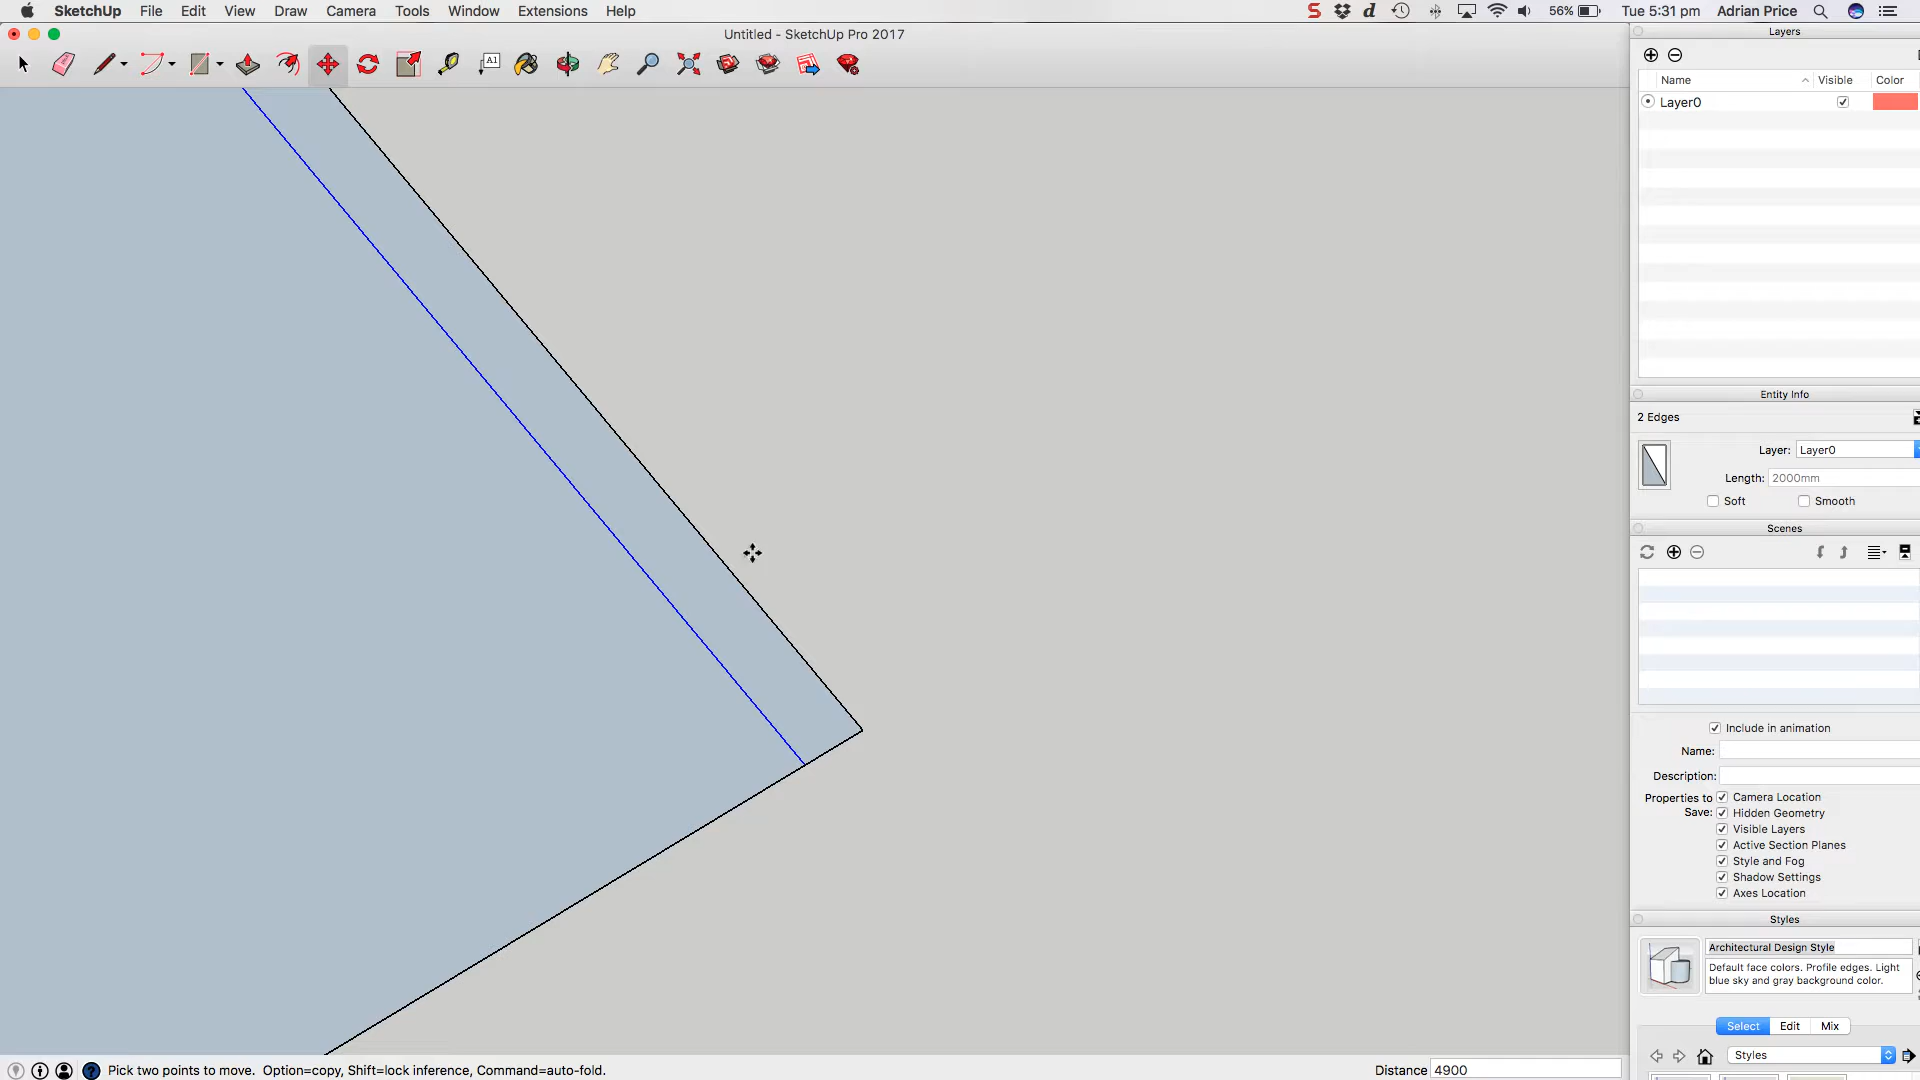 SketchUp File Edit View Draw Camera Tools Window Extensions Help
S d 56% Tue 5:31 pm Adrian Price
Untitled - SketchUp Pro 2017
Layers
A1
Name Visible Color
Layer0
Entity Info
2 Edges
Layer: Layer0
Length: 2000mm
Soft Smooth
Scenes
Include in animation
Name:
Description:
Properties to Save:
Camera Location
Hidden Geometry
Visible Layers
Active Section Planes
Style and Fog
Shadow Settings
Axes Location
Styles
Architectural Design Style
Default face colors. Profile edges. Light
blue sky and gray background color.
Select Edit Mix
Styles
? Pick two points to move. Option=copy, Shift=lock inference, Command=auto-fold.
Distance 4900